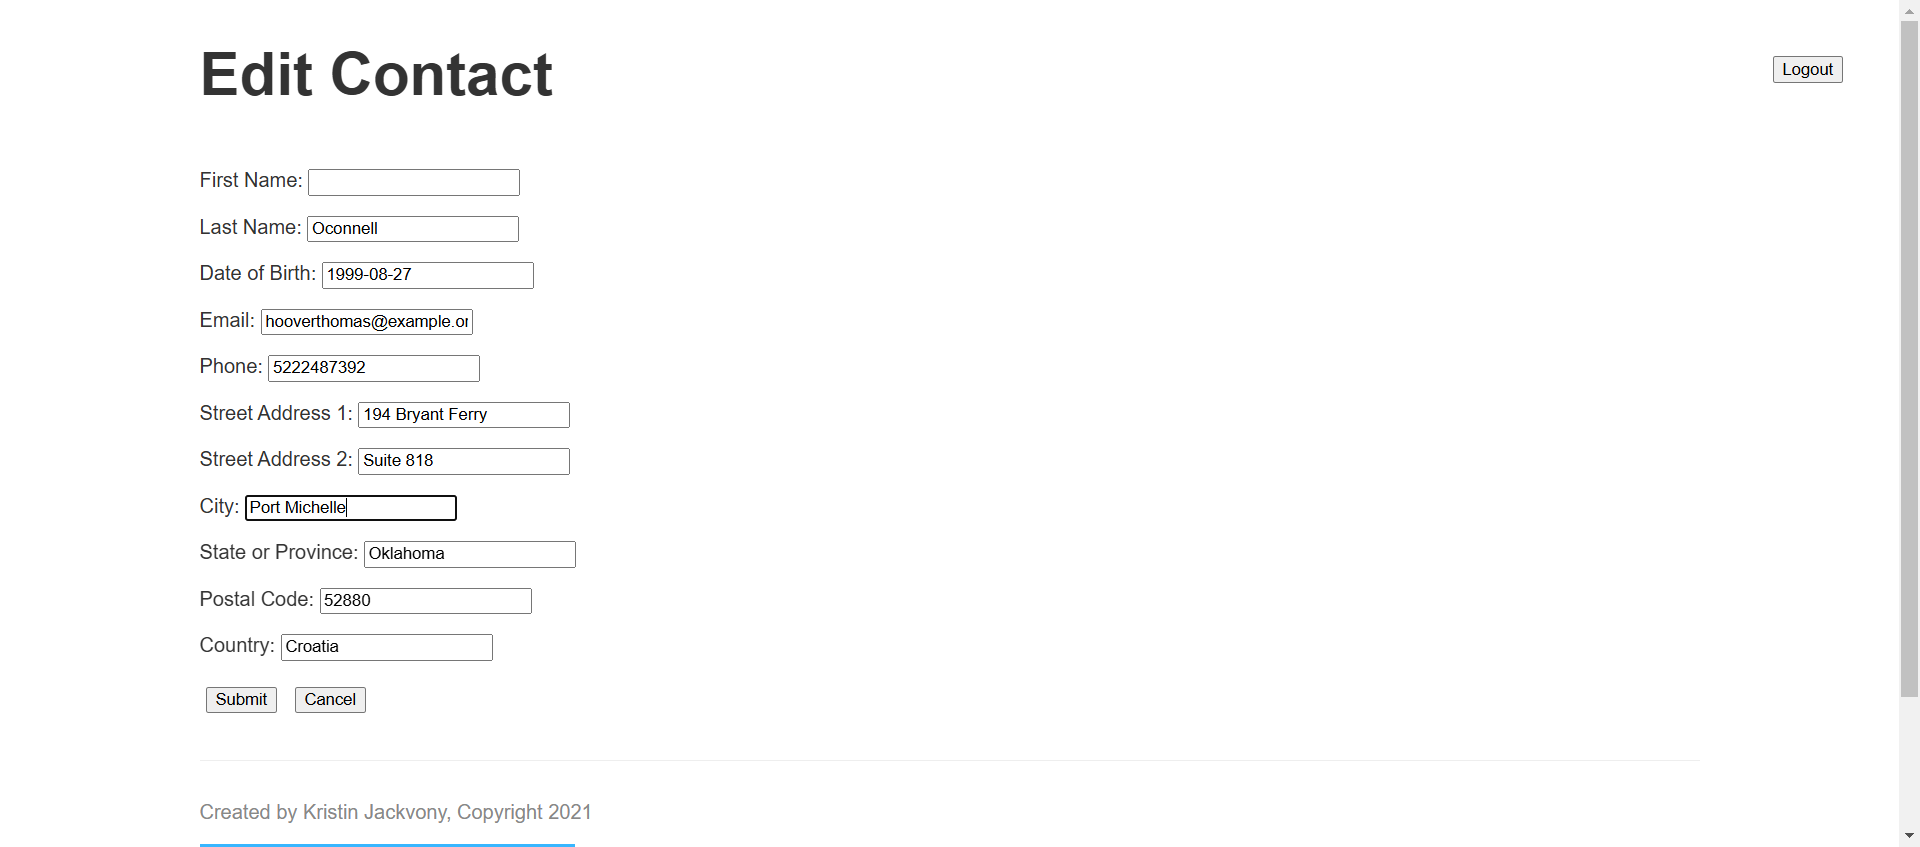 Edit Contact
Logout
First Name:
Last Name: Oconnell
Date of Birth: 1999-08-27
Email: hooverthomas@example.or
Phone: 5222487392
Street Address 1: 194 Bryant Ferry
Street Address 2: Suite 818
City: Port Michelle
State or Province: Oklahoma
Postal Code: 52880
Country: Croatia
Submit Cancel
Created by Kristin Jackvony, Copyright 2021